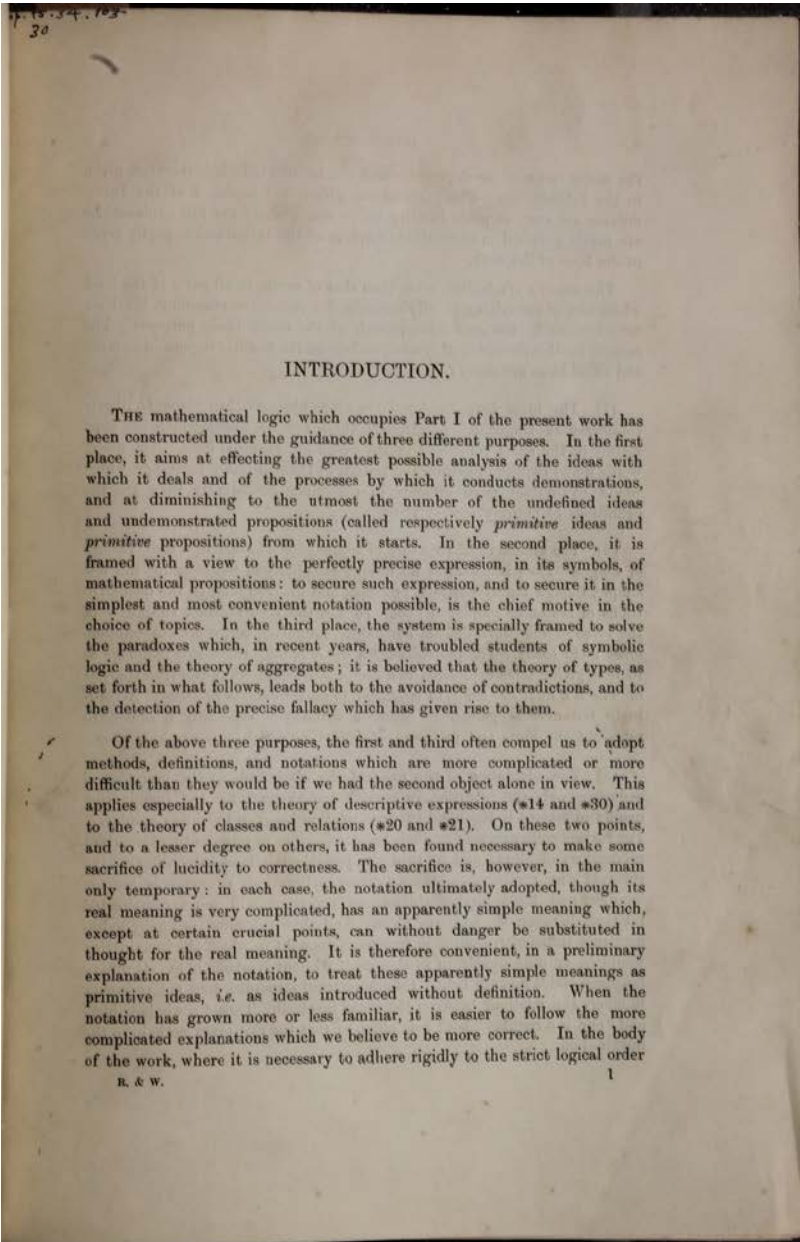 30
INTRODUCTION.
THE mathematical logic which occupies Part I of the present work has
been constructed under the guidance of three different purposes. In the first
place, it aims at effecting the greatest possible analysis of the ideas with
which it deals and of the processes by which it conducts demonstrations,
and at diminishing to the utmost the number of the undefined ideas
and undemonstrated propositions (called respectively primitive ideas and
primitive propositions) from which it starts. In the second place, it is
framed with a view to the perfectly precise expression, in its symbols, of
mathematical propositions: to secure such expression, and to secure it in the
simplest and most convenient notation possible, is the chief motive in the
choice of topics. In the third place, the system is specially framed to solve
the paradoxes which, in recent years, have troubled students of symbolic
logic and the theory of aggregates; it is believed that the theory of types, as
set forth in what follows, leads both to the avoidance of contradictions, and to
the detection of the precise fallacy which has given rise to them.
Of the above three purposes, the first and third often compel us to adopt
methods, definitions, and notations which are more complicated or more
difficult than they would be if we had the second object alone in view. This
applies especially to the theory of descriptive expressions (*14 and *30) and
to the theory of classes and relations (*20 and *21). On these two points,
and to a lesser degree on others, it has been found necessary to make some
sacrifice of lucidity to correctness. The sacrifice is, however, in the main
only temporary: in each case, the notation ultimately adopted, though its
real meaning is very complicated, has an apparently simple meaning which,
except at certain crucial points, can without danger be substituted in
thought for the real meaning. It is therefore convenient, in a preliminary
explanation of the notation, to treat these apparently simple meanings as
primitive ideas, i.e. as ideas introduced without definition. When the
notation has grown more or less familiar, it is easier to follow the more
complicated explanations which we believe to be more correct. In the body
of the work, where it is necessary to adhere rigidly to the strict logical order
R. & W. 1